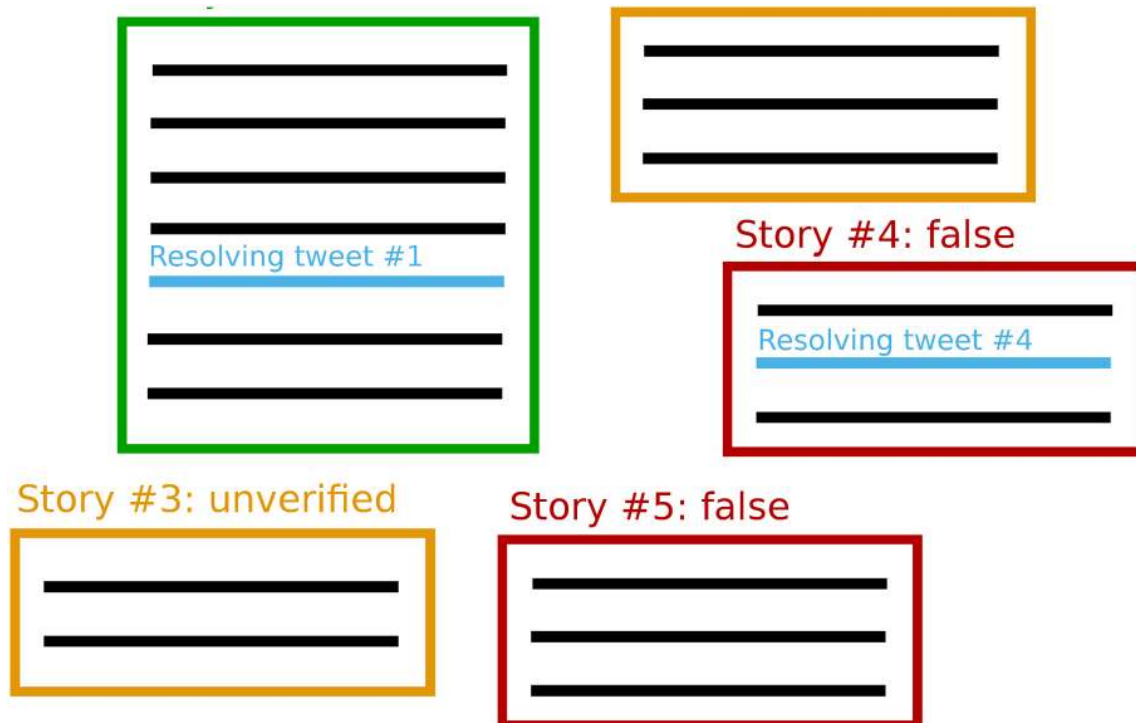 Resolving tweet #1
Story #4: false
Resolving tweet #4
Story #3: unverified
Story #5: false